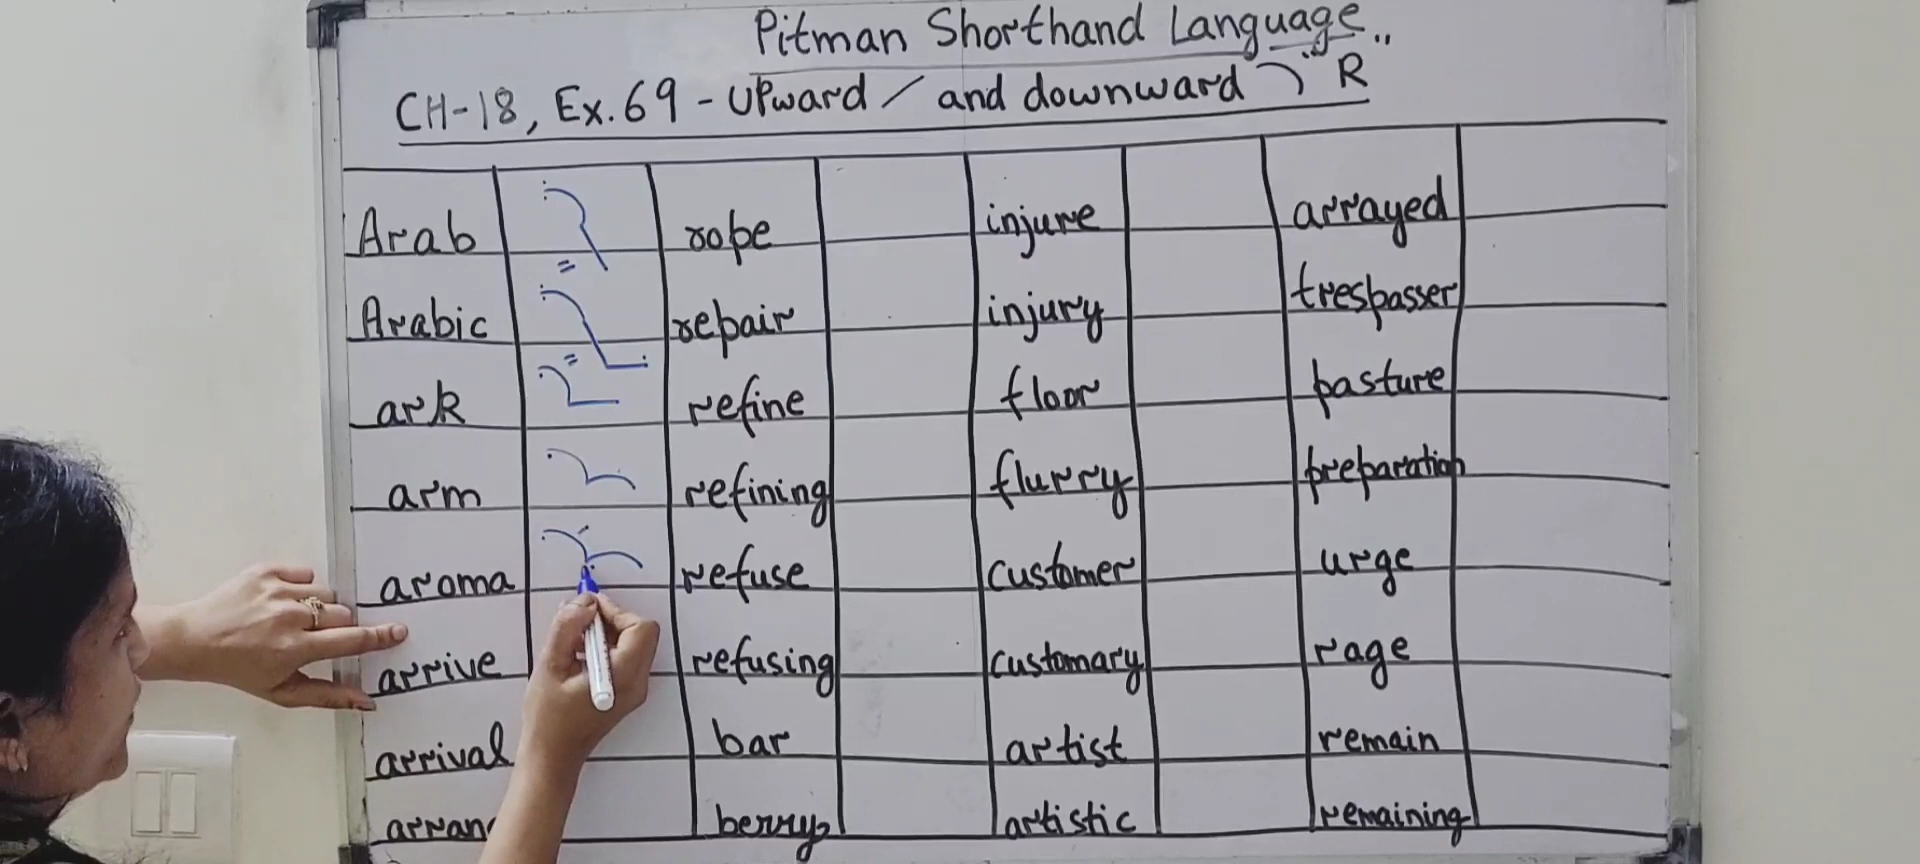 Pitman Shorthand Language..
CH-18, Ex.69 - UPward / and downward ) "R
Arab rope injure arrayed
Arabic repair injury trespasser
ark refine floor pasture
arm refining flurry preparation
aroma refuse customer urge
arrive refusing customary rage
arrival bar artist remain
arran berry artistic remaining